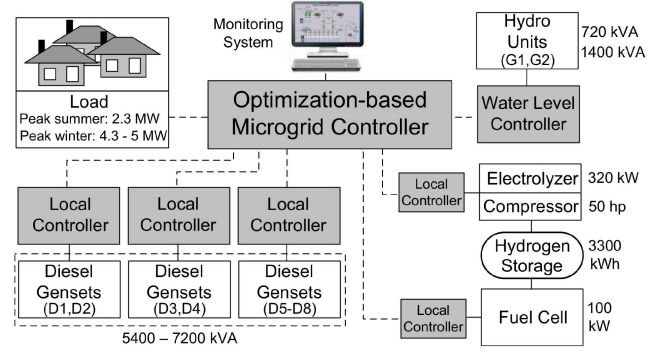 Monitoring
System
Hydro
Units
(G1,G2)
720 kVA
1400 kVA
Load
Peak summer: 2.3 MW
Peak winter: 4.3 - 5 MW
Optimization-based
Microgrid Controller
Water Level
Controller
Local
Controller
Local
Controller
Local
Controller
Local
Controller
Electrolyzer
320 kW
Compressor
50 hp
Hydrogen
Storage
3300
kWh
Diesel
Gensets
(D1,D2)
Diesel
Gensets
(D3,D4)
Diesel
Gensets
(D5-D8)
5400 – 7200 kVA
Local
Controller
Fuel Cell
100
kW